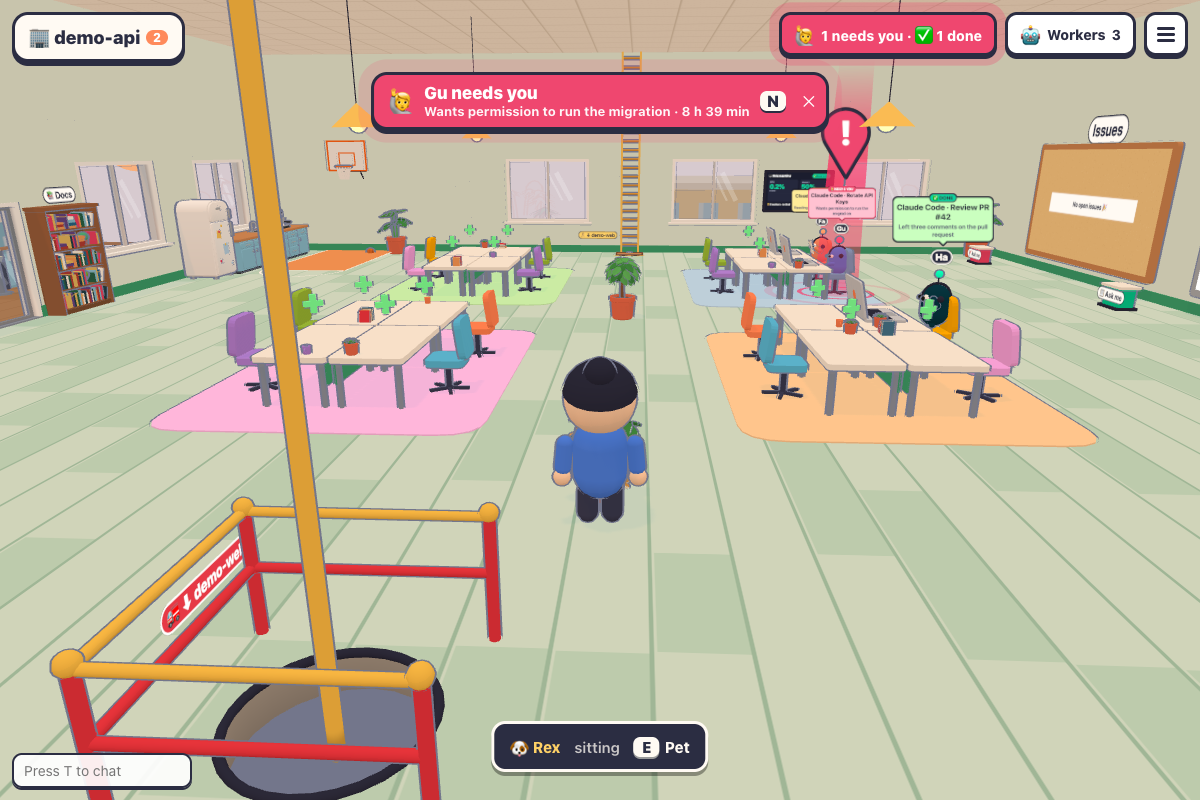 demo-api 2
1 needs you · 1 done
Workers 3
Gu needs you
Wants permission to run the migration · 8 h 39 min
N
Issues
Docs
No open issues
demo-web
Claude Code · Rotate API Keys
Claude Code · Review PR #42
Left three comments on the pull request
Gu
Ha
Ask me
demo-web
Rex sitting E Pet
Press T to chat